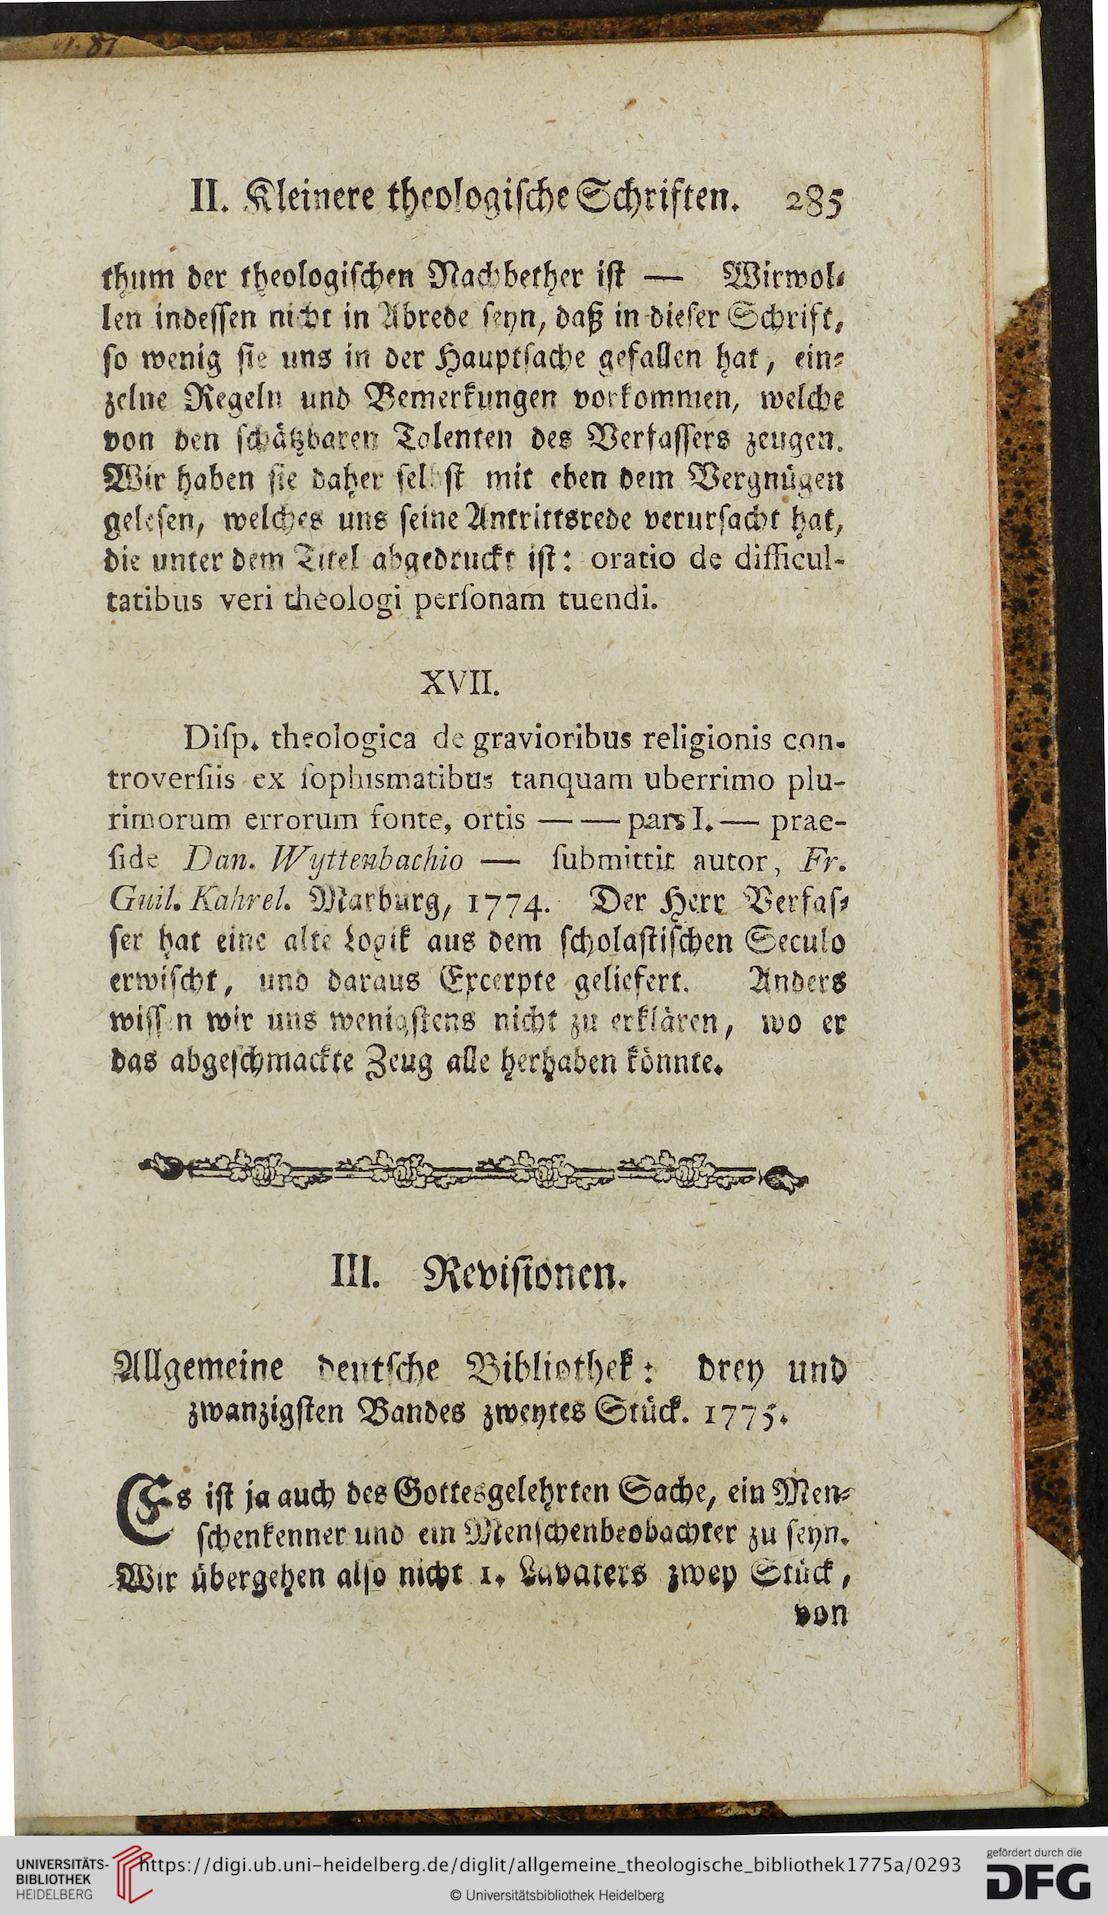 II. Kleinere theologiſche Schriften. 285
thum der theologiſchen Nachbether iſt — Wir wol⸗
len indeſſen nicht in Abrede ſeyn, daß in dieſer Schrift,
ſo wenig ſie uns in der Hauptſache gefallen hat, ein⸗
zelne Regeln und Bemerkungen vorkommen, welche
von den ſchätzbaren Talenten des Verfaſſers zeugen.
Wir haben ſie daher ſelbſt mit eben dem Vergnügen
geleſen, welches uns ſeine Antrittsrede verurſacht hat,
die unter dem Titel abgedruckt iſt: oratio de difficul-
tatibus veri theologi perſonam tuendi.
XVII.
Diſp. theologica de gravioribus religionis con-
troverſiis ex ſophismatibus tanquam uberrimo plu-
rimorum errorum fonte, ortis — — pars I. — prae-
ſide Dan. Wyttenbachio — ſubmittit autor, Fr.
Guil. Kahrel. Marburg, 1774. Der Herr Verfaſ⸗
ſer hat eine alte Logik aus dem ſcholaſtiſchen Seculo
erwiſcht, und daraus Excerpte geliefert. Anders
wiſſen wir uns wenigſtens nicht zu erklären, wo er
das abgeſchmackte Zeug alle herhaben könnte.
III. Reviſionen.
Allgemeine deutſche Bibliothek: drey und
zwanzigſten Bandes zweytes Stück. 1775.
Es iſt ja auch des Gottesgelehrten Sache, ein Men⸗
ſchenkenner und ein Menſchenbeobachter zu ſeyn.
Wir übergehen alſo nicht 1. Lavaters zwey Stück,
von
UNIVERSITÄTS-
BIBLIOTHEK
HEIDELBERG
https://digi.ub.uni-heidelberg.de/diglit/allgemeine_theologische_bibliothek1775a/0293
© Universitätsbibliothek Heidelberg
gefördert durch die
DFG